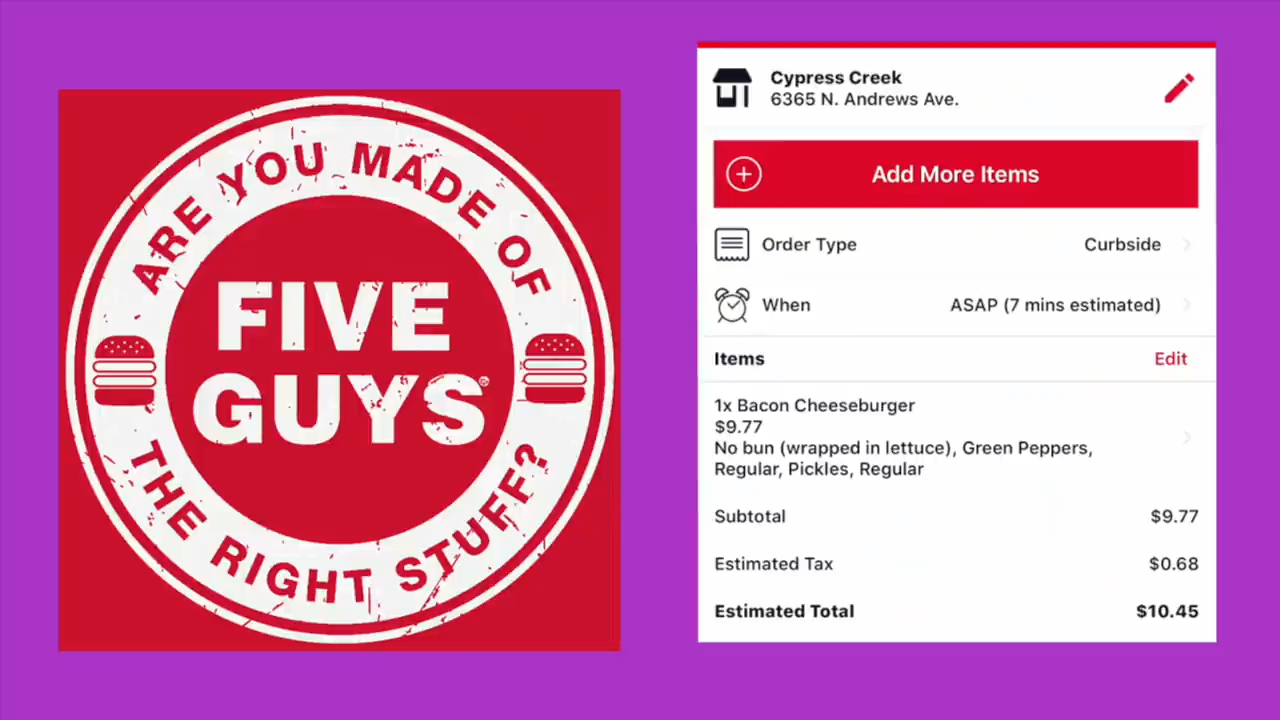 ARE YOU MADE OF
FIVE
GUYS®
THE RIGHT STUFF?
Cypress Creek
6365 N. Andrews Ave.
Add More Items
Order Type Curbside
When ASAP (7 mins estimated)
Items Edit
1x Bacon Cheeseburger
$9.77
No bun (wrapped in lettuce), Green Peppers,
Regular, Pickles, Regular
Subtotal $9.77
Estimated Tax $0.68
Estimated Total $10.45